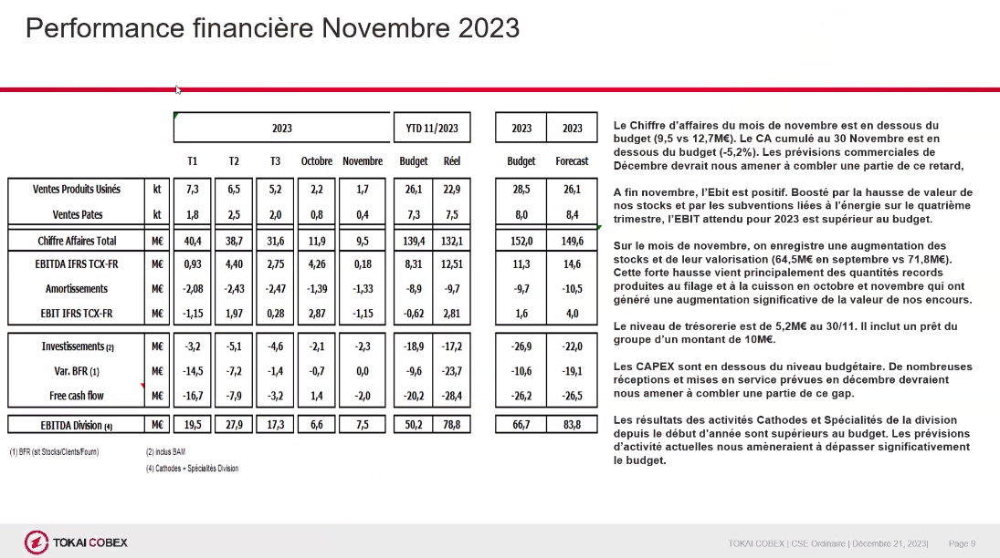 Performance financière Novembre 2023
2023 YTD 11/2023 2023 2023
T1 T2 T3 Octobre Novembre Budget Réel Budget Forecast
Ventes Produits Usinés kt 7,3 6,5 5,2 2,2 1,7 26,1 22,9 28,5 26,1
Ventes Pates kt 1,8 2,5 2,0 0,8 0,4 7,3 7,5 8,0 8,4
Chiffre Affaires Total M€ 40,4 38,7 31,6 11,9 9,5 139,4 132,1 152,0 149,6
EBITDA IFRS TCX-FR M€ 0,93 4,40 2,75 4,26 0,18 8,31 12,51 11,3 14,6
Amortissements M€ -2,08 -2,43 -2,47 -1,39 -1,33 -8,9 -9,7 -9,7 -10,5
EBIT IFRS TCX-FR M€ -1,15 1,97 0,28 2,87 -1,15 -0,62 2,81 1,6 4,0
Investissements (2) M€ -3,2 -5,1 -4,6 -2,1 -2,3 -18,9 -17,2 -26,9 -22,0
Var. BFR (1) M€ -14,5 -7,2 -1,4 -0,7 0,0 -9,6 -23,7 -10,6 -19,1
Free cash flow M€ -16,7 -7,9 -3,2 1,4 -2,0 -20,2 -28,4 -26,2 -26,5
EBITDA Division (4) M€ 19,5 27,9 17,3 6,6 7,5 50,2 78,8 66,7 83,8
(1) BFR (sit Stocks/Clients/Fourn) (2) inclus BAM
(4) Cathodes + Spécialités Division
Le Chiffre d'affaires du mois de novembre est en dessous du
budget (9,5 vs 12,7M€). Le CA cumulé au 30 Novembre est en
dessous du budget (-5,2%). Les prévisions commerciales de
Décembre devrait nous amener à combler une partie de ce retard,
A fin novembre, l'Ebit est positif. Boosté par la hausse de valeur de
nos stocks et par les subventions liées à l'énergie sur le quatrième
trimestre, l'EBIT attendu pour 2023 est supérieur au budget.
Sur le mois de novembre, on enregistre une augmentation des
stocks et de leur valorisation (64,5M€ en septembre vs 71,8M€).
Cette forte hausse vient principalement des quantités records
produites au filage et à la cuisson en octobre et novembre qui ont
généré une augmentation significative de la valeur de nos encours.
Le niveau de trésorerie est de 5,2M€ au 30/11. Il inclut un prêt du
groupe d'un montant de 10M€.
Les CAPEX sont en dessous du niveau budgétaire. De nombreuses
réceptions et mises en service prévues en décembre devraient
nous amener à combler une partie de ce gap.
Les résultats des activités Cathodes et Spécialités de la division
depuis le début d'année sont supérieurs au budget. Les prévisions
d'activité actuelles nous amèneraient à dépasser significativement
le budget.
TOKAI COBEX
TOKAI COBEX | CSE Ordinaire | Décembre 21, 2023| Page 9